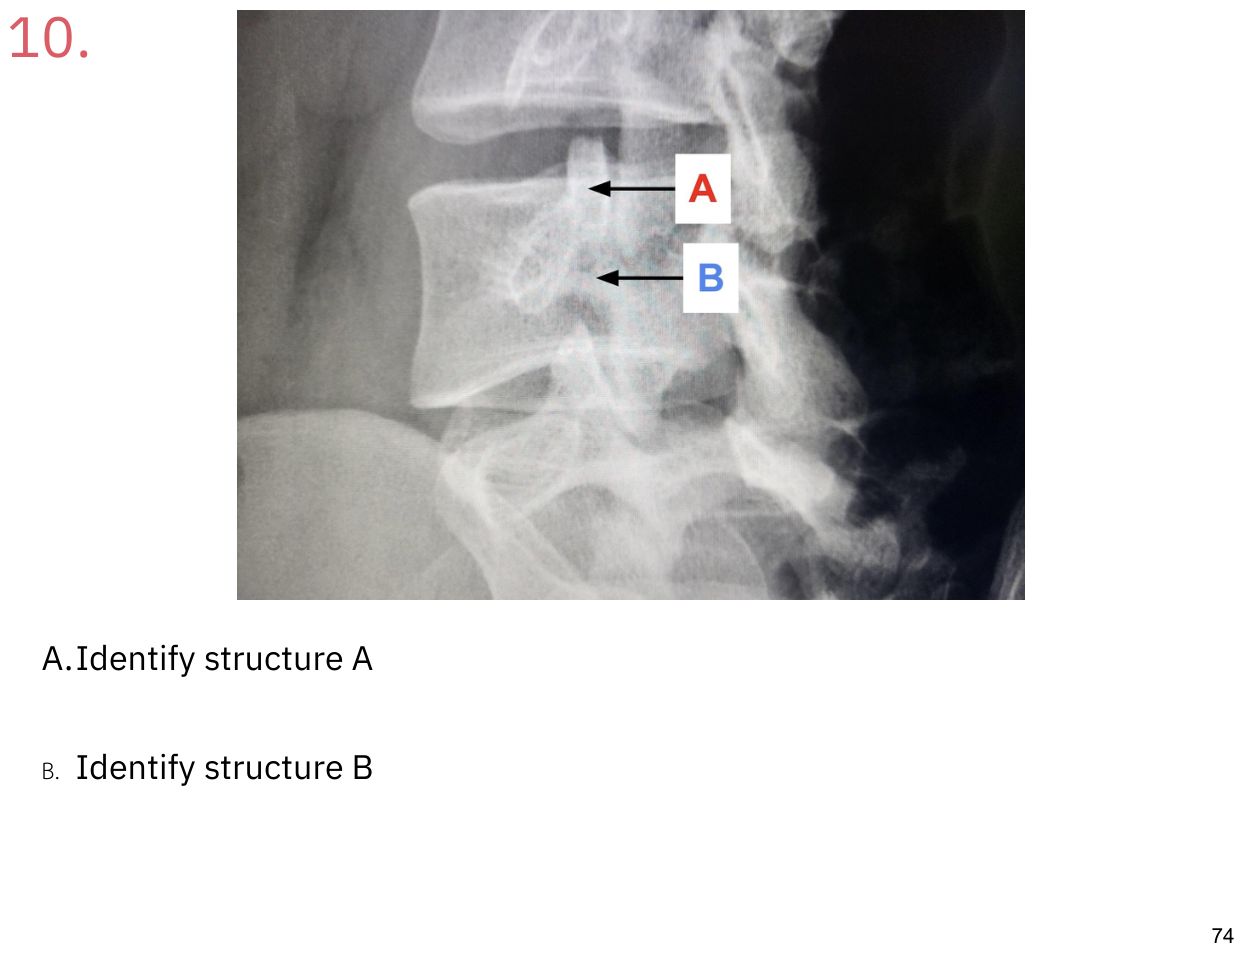 10.
A
B
A.Identify structure A
B. Identify structure B
74